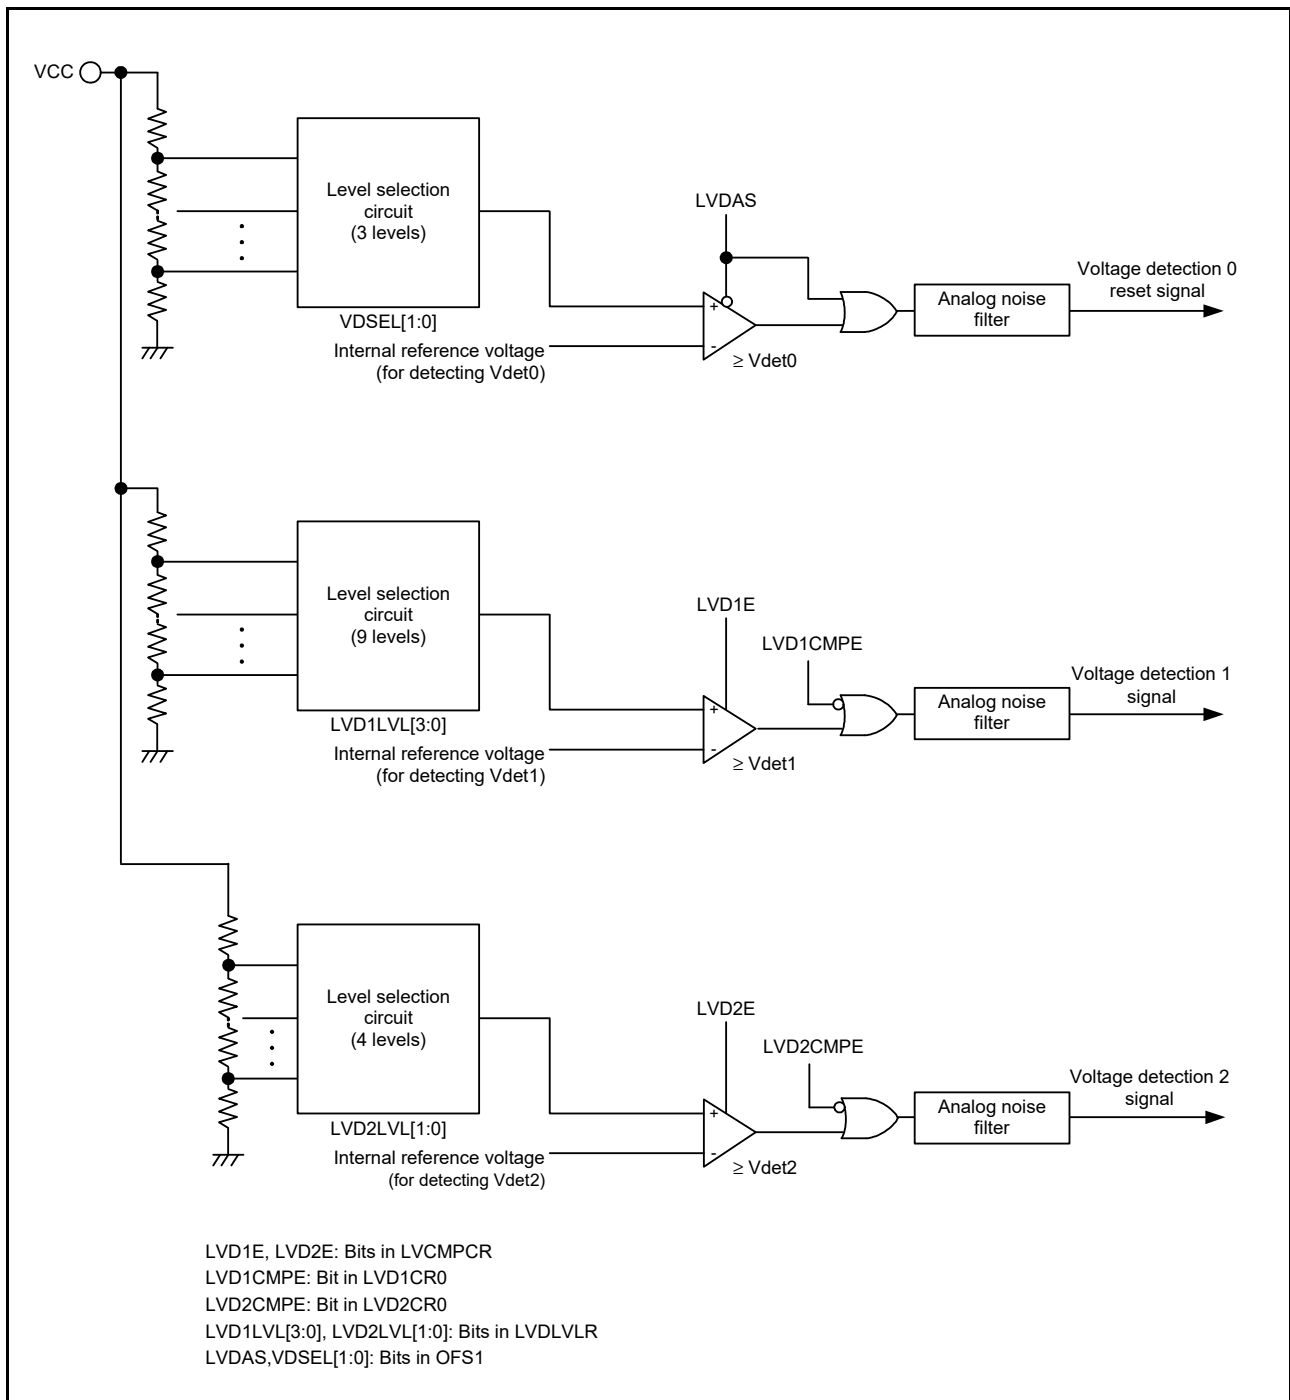 VCC
Level selection
circuit
(3 levels)
VDSEL[1:0]
Internal reference voltage
(for detecting Vdet0)
LVDAS
+
-
≥ Vdet0
Analog noise
filter
Voltage detection 0
reset signal
Level selection
circuit
(9 levels)
LVD1LVL[3:0]
Internal reference voltage
(for detecting Vdet1)
LVD1E
LVD1CMPE
+
-
≥ Vdet1
Analog noise
filter
Voltage detection 1
signal
Level selection
circuit
(4 levels)
LVD2LVL[1:0]
Internal reference voltage
(for detecting Vdet2)
LVD2E
LVD2CMPE
+
-
≥ Vdet2
Analog noise
filter
Voltage detection 2
signal
LVD1E, LVD2E: Bits in LVCMPCR
LVD1CMPE: Bit in LVD1CR0
LVD2CMPE: Bit in LVD2CR0
LVD1LVL[3:0], LVD2LVL[1:0]: Bits in LVDLVLR
LVDAS,VDSEL[1:0]: Bits in OFS1